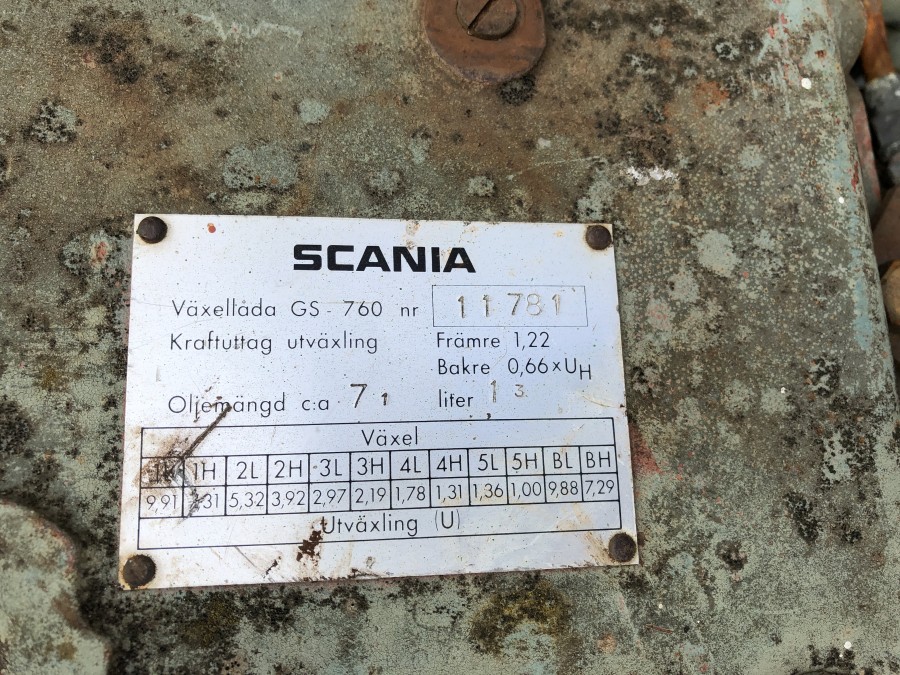 SCANIA
Växellåda GS - 760 nr 11781
Kraftuttag utväxling Främre 1,22
Bakre 0,66×UH
Oljemängd c:a 71 liter 13
Växel
1H 2L 2H 3L 3H 4L 4H 5L 5H BL BH
9,91 5,32 3,92 2,97 2,19 1,78 1,31 1,36 1,00 9,88 7,29
Utväxling (U)